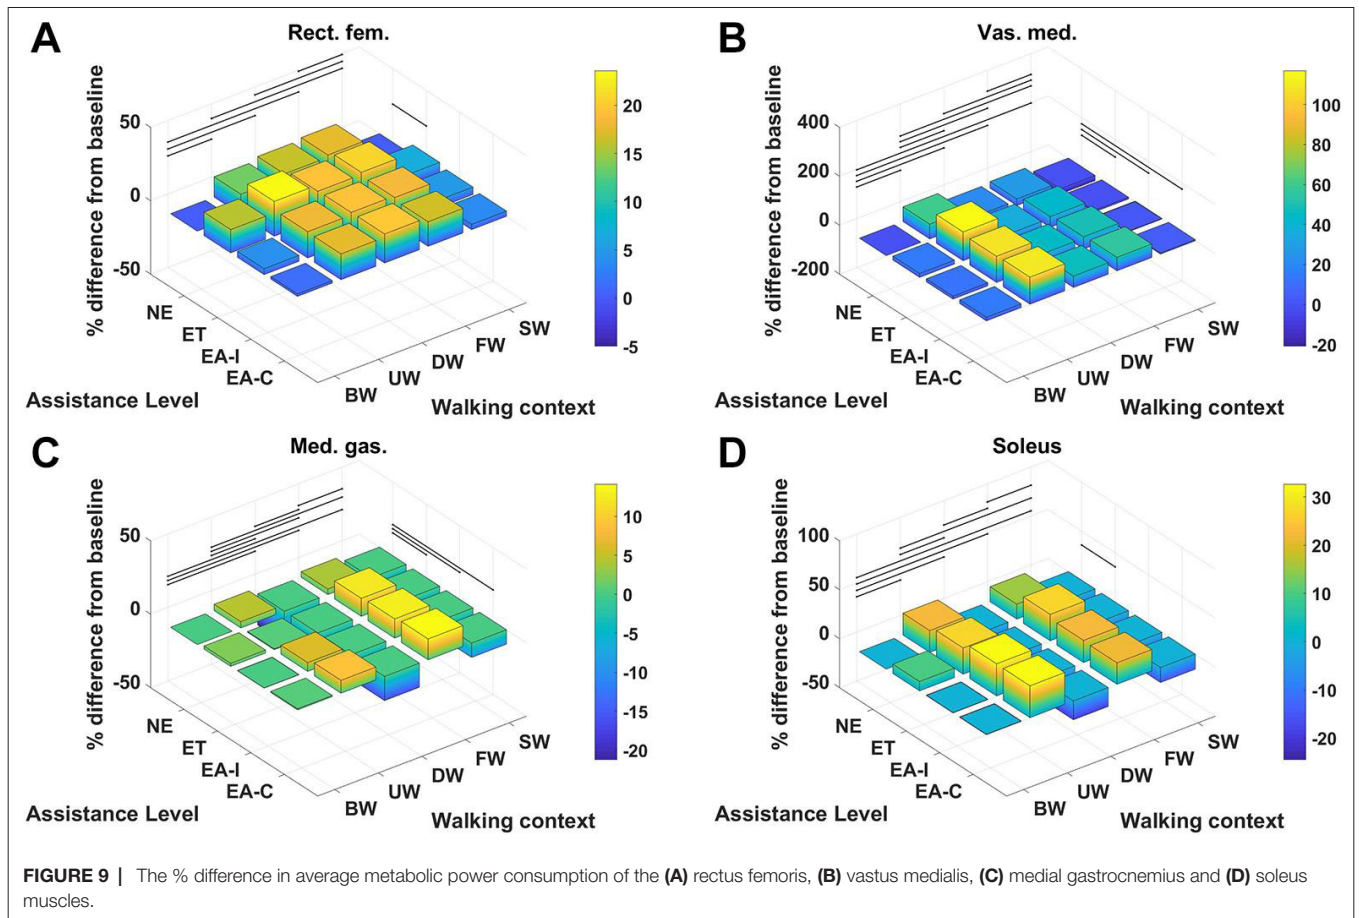 A
Rect. fem.
% difference from baseline
50
0
-50
NE
ET
EA-I
EA-C
BW
UW
DW
FW
SW
Assistance Level
Walking context
20
15
10
5
0
-5
B
Vas. med.
% difference from baseline
400
200
0
-200
NE
ET
EA-I
EA-C
BW
UW
DW
FW
SW
Assistance Level
Walking context
100
80
60
40
20
0
-20
C
Med. gas.
% difference from baseline
50
0
-50
NE
ET
EA-I
EA-C
BW
UW
DW
FW
SW
Assistance Level
Walking context
10
5
0
-5
-10
-15
-20
D
Soleus
% difference from baseline
100
50
0
-50
NE
ET
EA-I
EA-C
BW
UW
DW
FW
SW
Assistance Level
Walking context
30
20
10
0
-10
-20
FIGURE 9 | The % difference in average metabolic power consumption of the (A) rectus femoris, (B) vastus medialis, (C) medial gastrocnemius and (D) soleus
muscles.